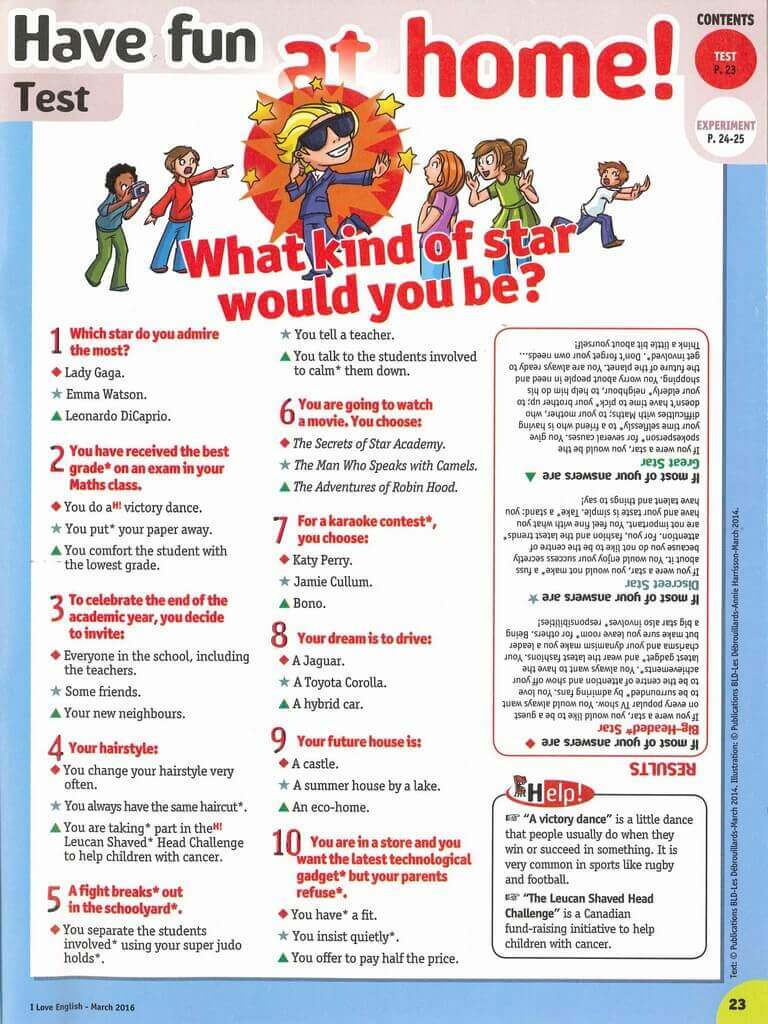 Have fun at home!
Test
CONTENTS
TEST
P. 23
EXPERIMENT
P. 24-25
What kind of star
would you be?
1 Which star do you admire
the most?
◆ Lady Gaga.
★ Emma Watson.
▲ Leonardo DiCaprio.
2 You have received the best
grade* on an exam in your
Maths class.
◆ You do a H! victory dance.
★ You put* your paper away.
▲ You comfort the student with
the lowest grade.
3 To celebrate the end of the
academic year, you decide
to invite:
◆ Everyone in the school, including
the teachers.
★ Some friends.
▲ Your new neighbours.
4 Your hairstyle:
◆ You change your hairstyle very
often.
★ You always have the same haircut*.
▲ You are taking* part in the H!
Leucan Shaved* Head Challenge
to help children with cancer.
5 A fight breaks* out
in the schoolyard*.
◆ You separate the students
involved* using your super judo
holds*.
★ You tell a teacher.
▲ You talk to the students involved
to calm* them down.
6 You are going to watch
a movie. You choose:
◆ The Secrets of Star Academy.
★ The Man Who Speaks with Camels.
▲ The Adventures of Robin Hood.
7 For a karaoke contest*,
you choose:
◆ Katy Perry.
★ Jamie Cullum.
▲ Bono.
8 Your dream is to drive:
◆ A Jaguar.
★ A Toyota Corolla.
▲ A hybrid car.
9 Your future house is:
◆ A castle.
★ A summer house by a lake.
▲ An eco-home.
10 You are in a store and you
want the latest technological
gadget* but your parents
refuse*.
◆ You have* a fit.
★ You insist quietly*.
▲ You offer to pay half the price.
RESULTS
If most of your answers are ◆
Big-Headed* Star
If you were a star, you would like to be a guest
on every popular TV show. You would always want
to be surrounded* by admiring fans. You love
to be the centre of attention and show off your
achievements*. You always want to have the
latest gadget* and wear the latest fashions. Your
charisma and your dynamism make you a leader
but make sure you leave room* for others. Being
a big star also involves* responsibilities!
If most of your answers are ★
Discreet Star
If you were a star, you would not make* a fuss
about it. You would enjoy your success secretly
because you do not like to be the centre of
attention. For you, fashion and the latest trends*
are not important. You feel fine with what you
have and your taste is simple. Take* a stand: you
have talent and things to say!
If most of your answers are ▲
Great Star
If you were a star, you would be the
spokesperson* for several causes. You give
your time selflessly* to a friend who is having
difficulties with Maths; to your mother, who
doesn't have time to pick* your brother up; to
your elderly* neighbour, to help him do his
shopping. You worry about people in need and
the future of the planet. You are always ready to
get involved*. Don't forget your own needs...
Think a little bit about yourself!
Help!
☞ “A victory dance” is a little dance
that people usually do when they
win or succeed in something. It is
very common in sports like rugby
and football.
☞ “The Leucan Shaved Head
Challenge” is a Canadian
fund-raising initiative to help
children with cancer.
Text: © Publications BLD-Les Débrouillards-March 2014. Illustration: © Publications BLD-Les Débrouillards-Annie Harrisson-March 2014.
I Love English - March 2016
23